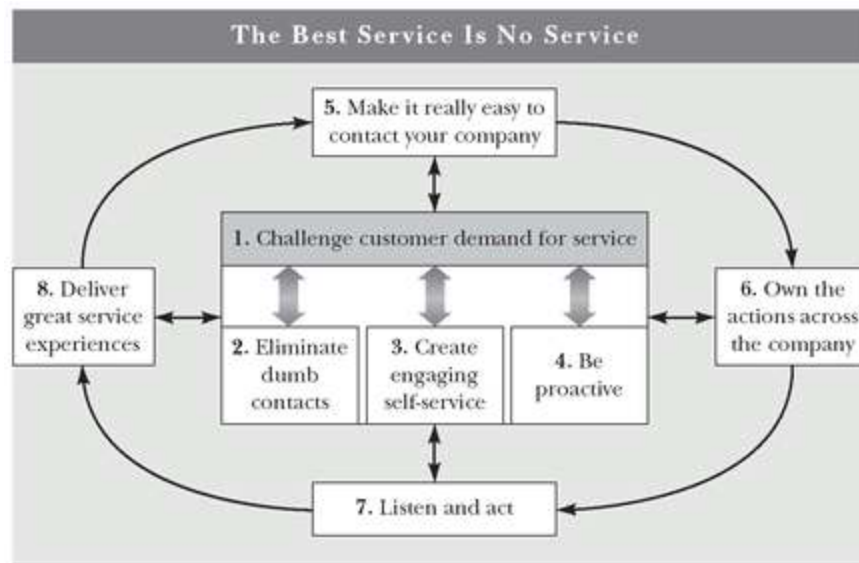 The Best Service Is No Service
5. Make it really easy to
contact your company
1. Challenge customer demand for service
8. Deliver
great service
experiences
6. Own the
actions across
the company
2. Eliminate
dumb
contacts
3. Create
engaging
self-service
4. Be
proactive
7. Listen and act